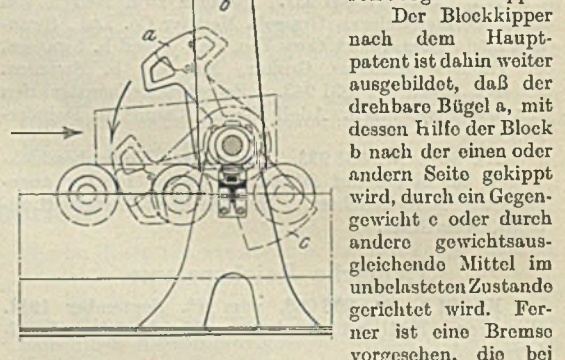 b
a
c
Der Blockkipper
nach dem Haupt-
patent ist dahin weiter
ausgebildet, daß der
drehbare Bügel a, mit
dessen Hilfe der Block
b nach der einen oder
andern Seite gekippt
wird, durch ein Gegen-
gewicht c oder durch
andere gewichtsaus-
gleichende Mittel im
unbelasteten Zustande
gerichtet wird. Fer-
ner ist eine Bremse
vorgesehen, die bei